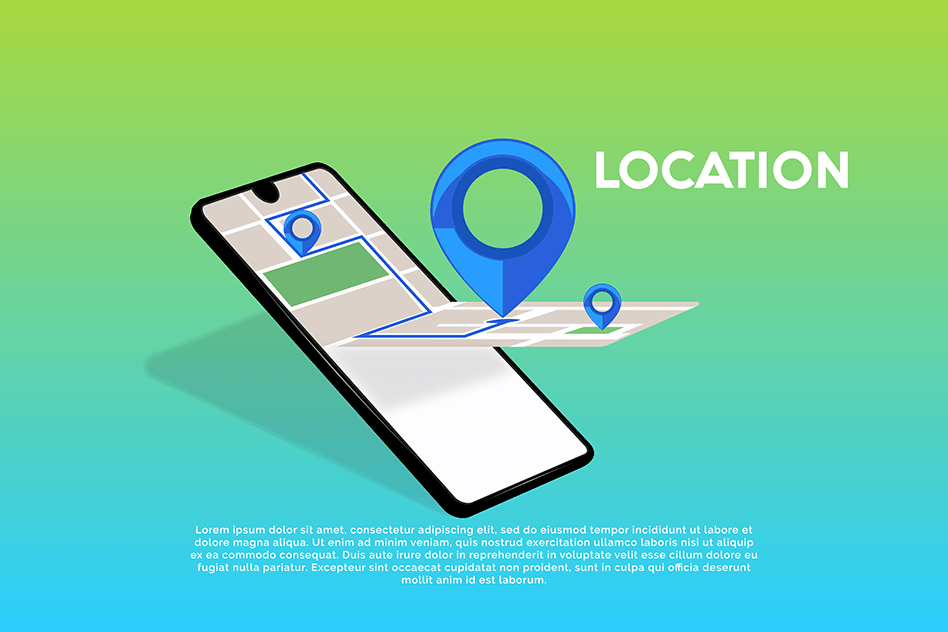 LOCATION
Lorem ipsum dolor sit amet, consectetur adipiscing elit, sed do eiusmod tempor incididunt ut labore et
dolore magna aliqua. Ut enim ad minim veniam, quis nostrud exercitation ullamco laboris nisi ut aliquip
ex ea commodo consequat. Duis aute irure dolor in reprehenderit in voluptate velit esse cillum dolore eu
fugiat nulla pariatur. Excepteur sint occaecat cupidatat non proident, sunt in culpa qui officia deserunt
mollit anim id est laborum.